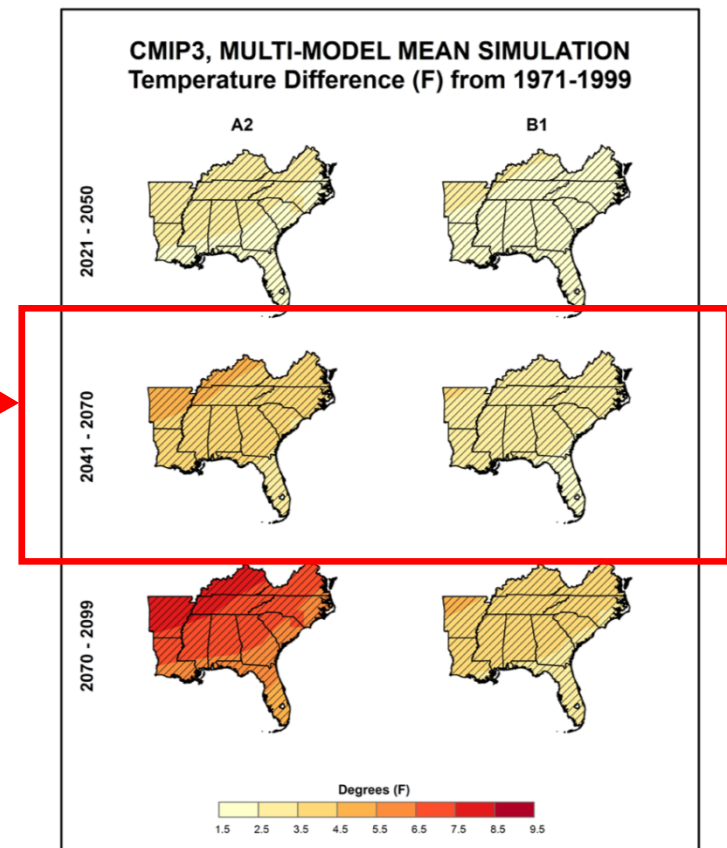 CMIP3, MULTI-MODEL MEAN SIMULATION
Temperature Difference (F) from 1971-1999
A2 B1
2021 - 2050
2041 - 2070
2070 - 2099
Degrees (F)
1.5 2.5 3.5 4.5 5.5 6.5 7.5 8.5 9.5